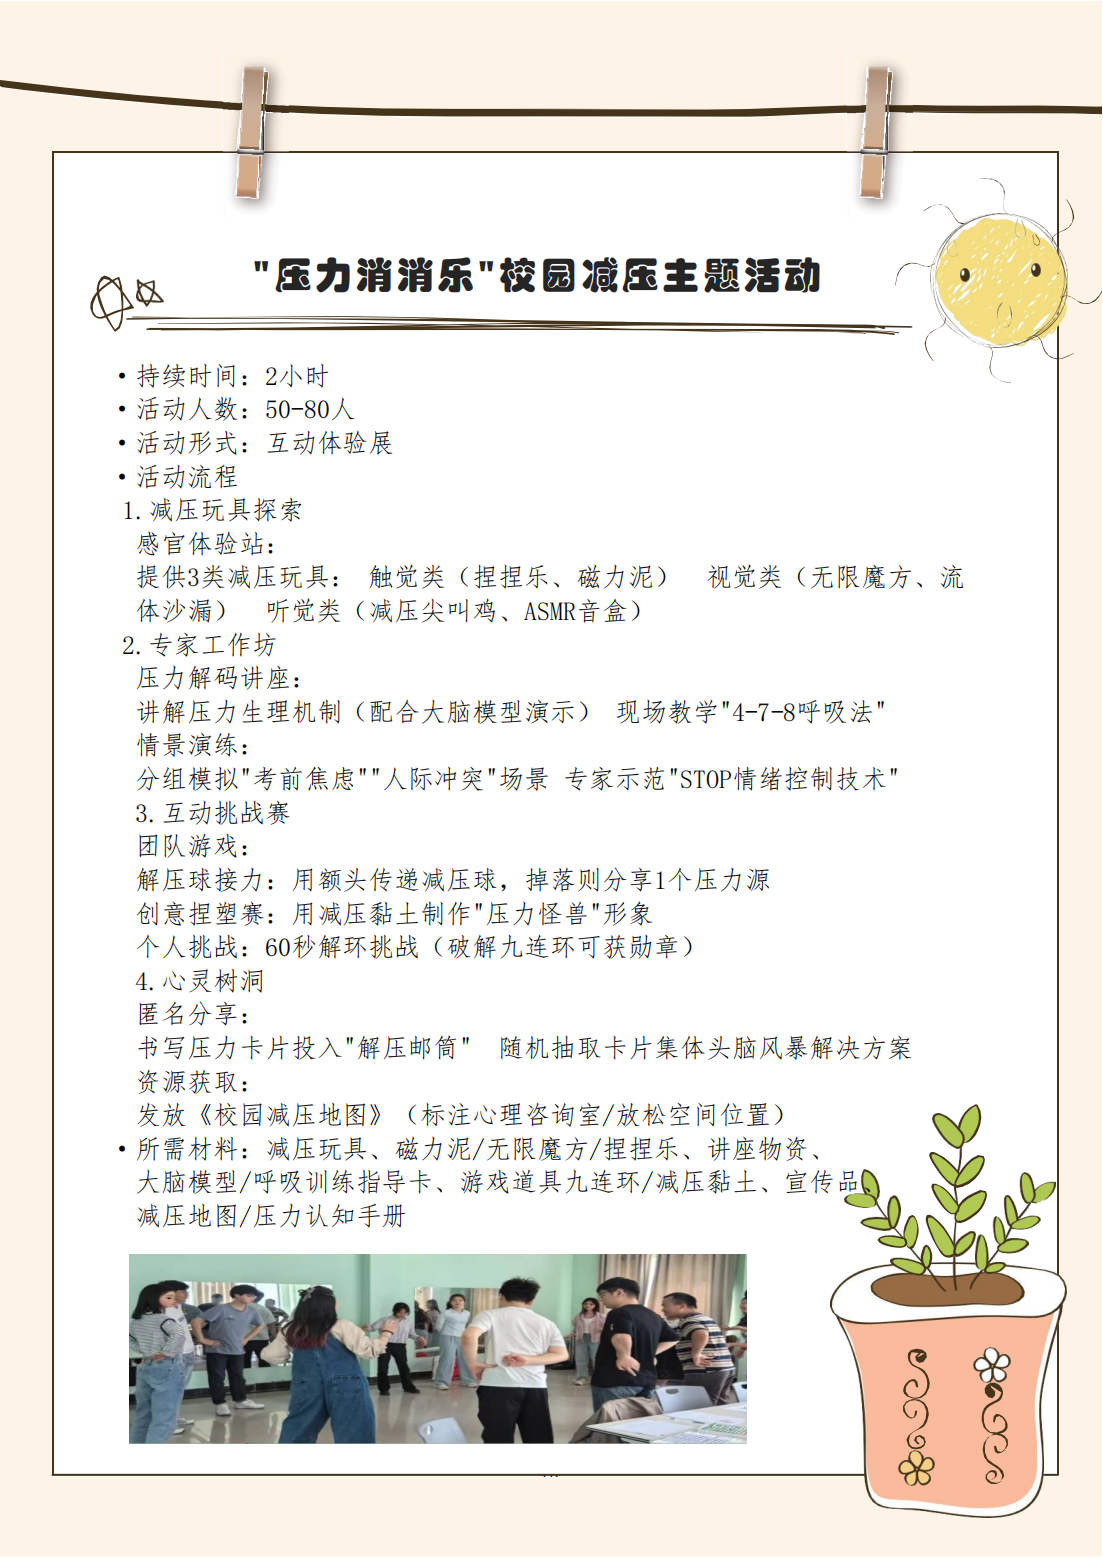 "压力消消乐"校园减压主题活动
•持续时间：2小时
•活动人数：50-80人
•活动形式：互动体验展
•活动流程
1.减压玩具探索
感官体验站：
提供3类减压玩具： 触觉类（捏捏乐、磁力泥） 视觉类（无限魔方、流
体沙漏） 听觉类（减压尖叫鸡、ASMR音盒）
2.专家工作坊
压力解码讲座：
讲解压力生理机制（配合大脑模型演示） 现场教学"4-7-8呼吸法"
情景演练：
分组模拟"考前焦虑""人际冲突"场景 专家示范"STOP情绪控制技术"
3.互动挑战赛
团队游戏：
解压球接力：用额头传递减压球，掉落则分享1个压力源
创意捏塑赛：用减压黏土制作"压力怪兽"形象
个人挑战：60秒解环挑战（破解九连环可获勋章）
4.心灵树洞
匿名分享：
书写压力卡片投入"解压邮筒" 随机抽取卡片集体头脑风暴解决方案
资源获取：
发放《校园减压地图》（标注心理咨询室/放松空间位置）
•所需材料：减压玩具、磁力泥/无限魔方/捏捏乐、讲座物资、
大脑模型/呼吸训练指导卡、游戏道具九连环/减压黏土、宣传品、
减压地图/压力认知手册